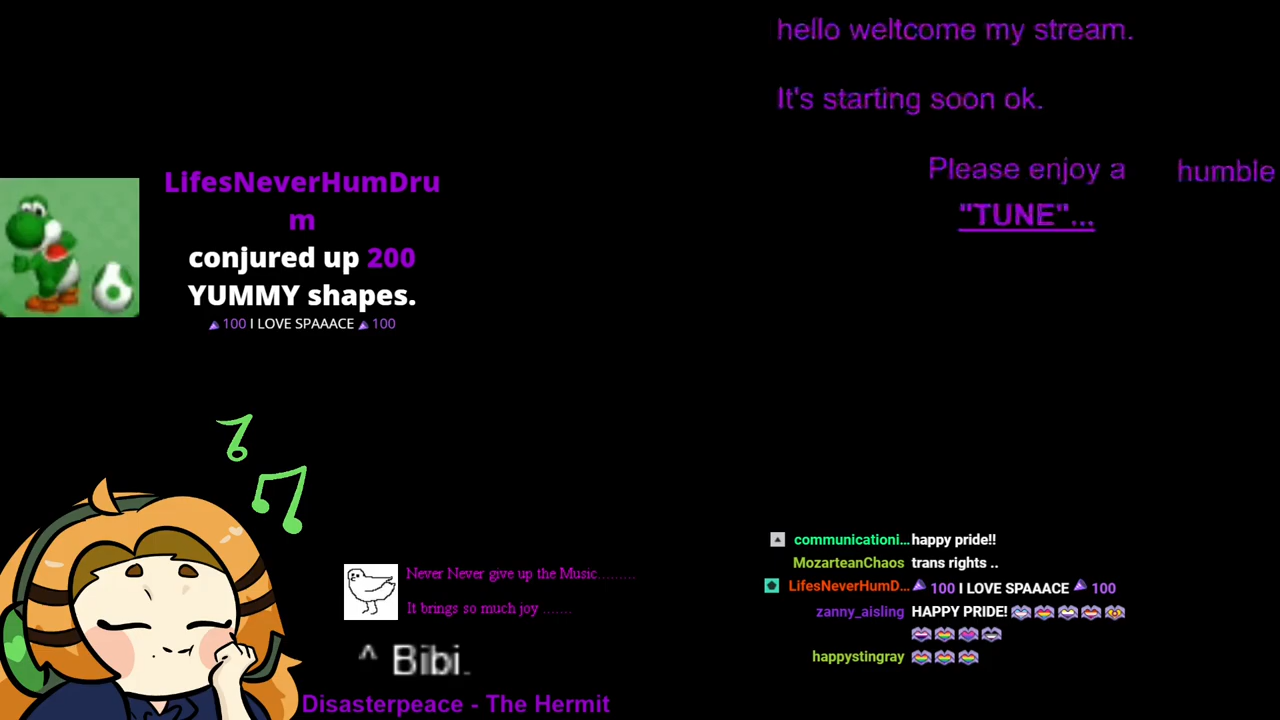 hello weltcome my stream.
It's starting soon ok.
Please enjoy a humble
"TUNE"...
LifesNeverHumDru
m
conjured up 200
YUMMY shapes.
100 I LOVE SPAAACE 100
Never Never give up the Music.........
It brings so much joy .......
^ Bibi.
Disasterpeace - The Hermit
communicationi... happy pride!!
MozarteanChaos trans rights ..
LifesNeverHumD... 100 I LOVE SPAAACE 100
zanny_aisling HAPPY PRIDE!
happystingray